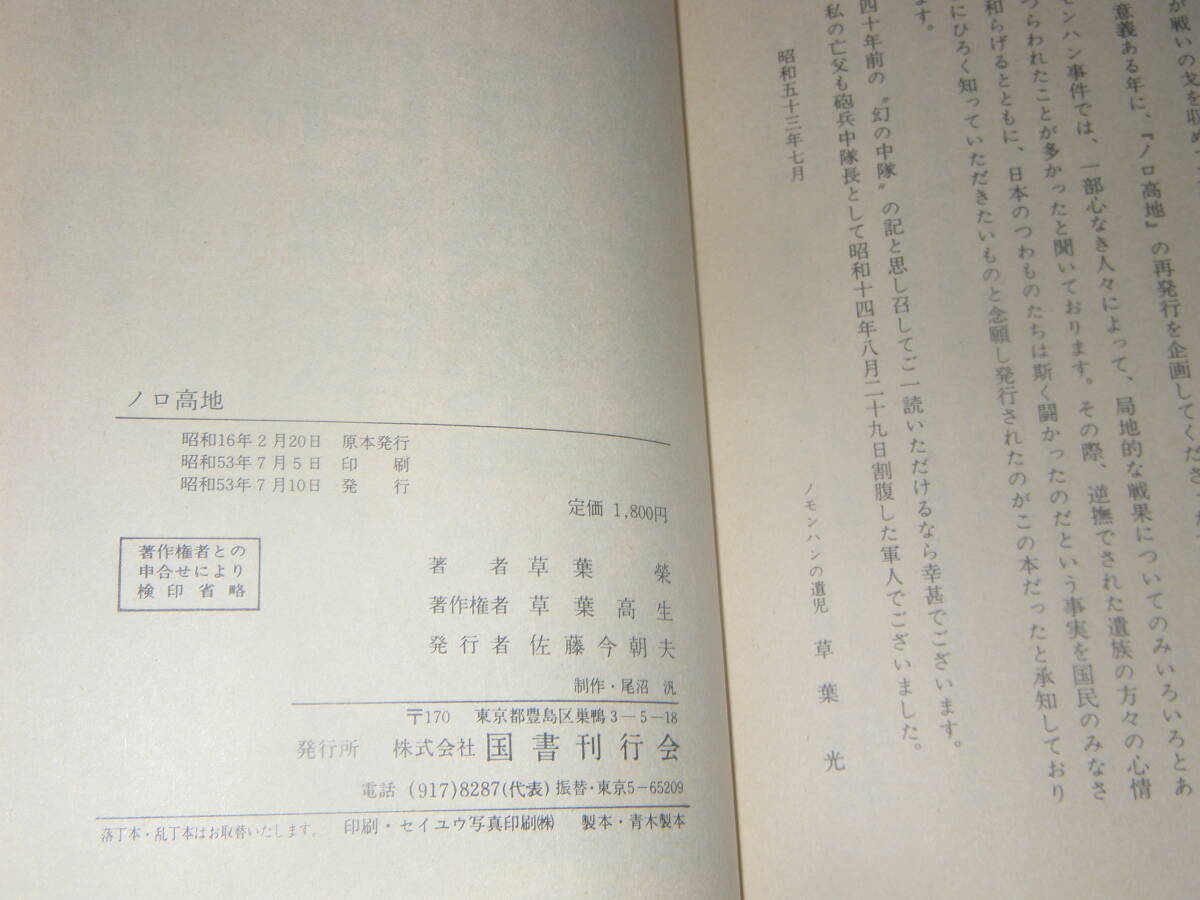 が戦いの戈を収め
意義ある年に、『ノロ高地』の再発行を企画してくださ
モンハン事件では、一部心なき人々によって、局地的な戦果についてのみいろいろとあ
つらわれたことが多かったと聞いております。その際、逆撫でされた遺族の方々の心情
和らげるとともに、日本のつわものたちは斯く闘かったのだという事実を国民のみなさ
にひろく知っていただきたいものと念願し発行されたのがこの本だったと承知しており
ます。
四十年前の〝幻の中隊〟の記と思し召してご一読いただけるなら幸甚でございます。
私の亡父も砲兵中隊長として昭和十四年八月二十九日割腹した軍人でございました。
昭和五十三年七月
ノモンハンの遺児 草葉光
ノロ高地
昭和16年2月20日 原本発行
昭和53年7月5日 印刷
昭和53年7月10日 発行
定価 1,800円
著作権者との
申合せにより
検印省略
著者 草葉榮
著作権者 草葉高生
発行者 佐藤今朝夫
制作・尾沼 汎
〒170 東京都豊島区巣鴨3-5-18
発行所 株式会社 国書刊行会
電話 (917)8287(代表) 振替・東京5-65209
落丁本・乱丁本はお取替いたします。 印刷・セイユウ写真印刷㈱ 製本・青木製本